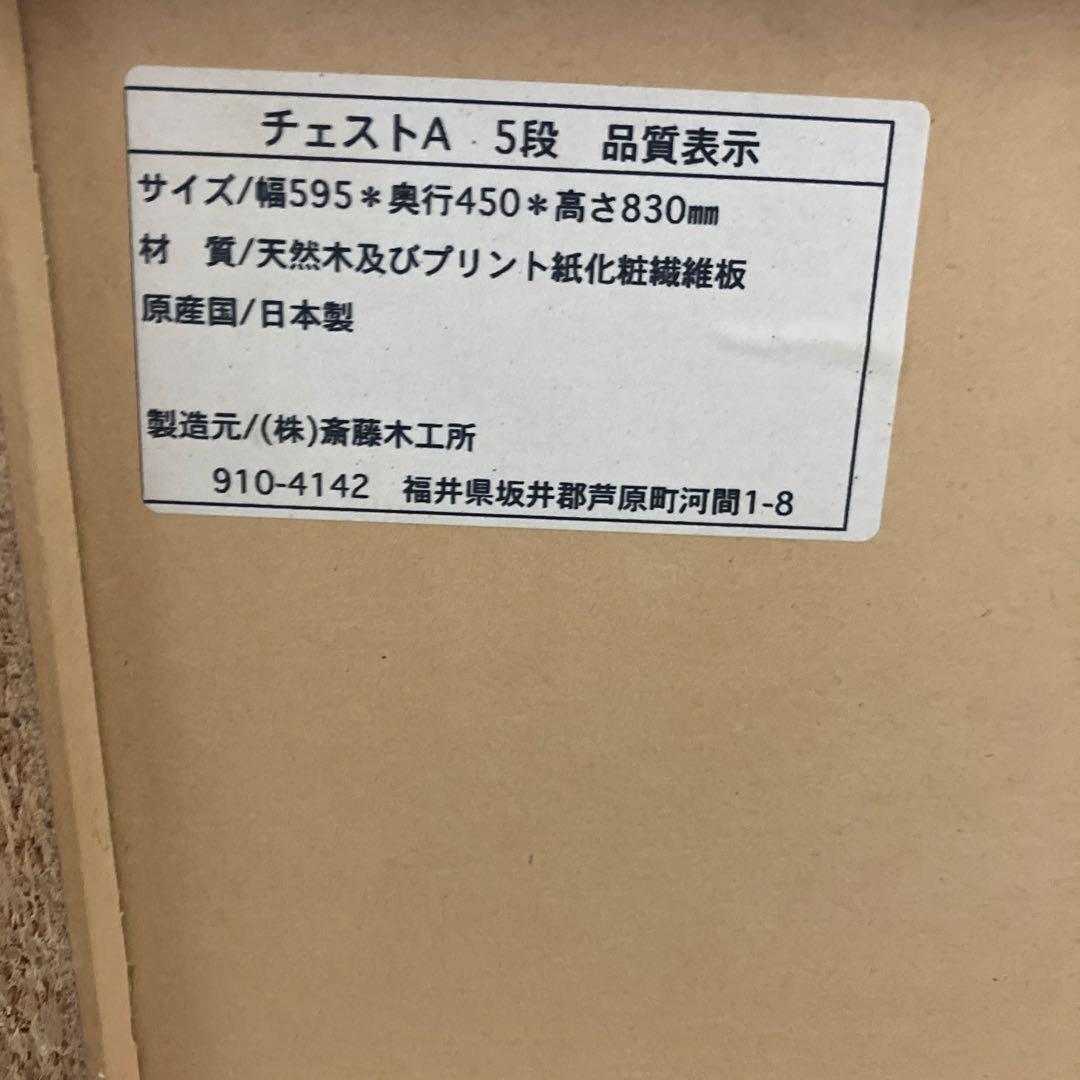 チェストA 5段 品質表示
サイズ/幅595*奥行450*高さ830㎜
材 質/天然木及びプリント紙化粧繊維板
原産国/日本製
製造元/(株)斎藤木工所
910-4142 福井県坂井郡芦原町河間1-8